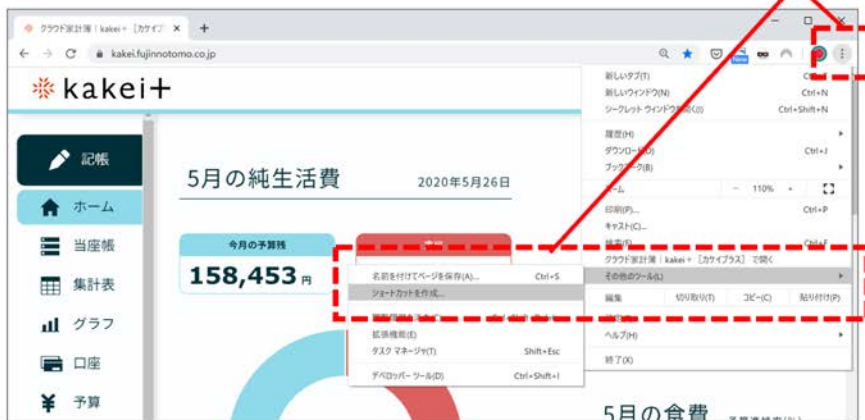 クラウド家計簿｜kakei+［カケイプ
kakei.fujinnotomo.co.jp
New
kakei+
記帳
ホーム
当座帳
集計表
グラフ
口座
予算
5月の純生活費
2020年5月26日
今月の予算残
158,453 円
新しいタブ(T)
新しいウィンドウ(N) Ctrl+N
シークレット ウィンドウを開く(I) Ctrl+Shift+N
履歴(H)
ダウンロード(D) Ctrl+J
ブックマーク(B)
ズーム － 110% +
印刷(P)... Ctrl+P
キャスト(C)...
検索(F)... Ctrl+F
クラウド家計簿｜kakei+［カケイプラス］で開く
その他のツール(L)
編集 切り取り(T) コピー(C) 貼り付け(P)
ヘルプ(H)
終了(X)
名前を付けてページを保存(A)... Ctrl+S
ショートカットを作成...
拡張機能(E)
タスク マネージャ(T) Shift+Esc
デベロッパー ツール(D) Ctrl+Shift+I
5月の食費